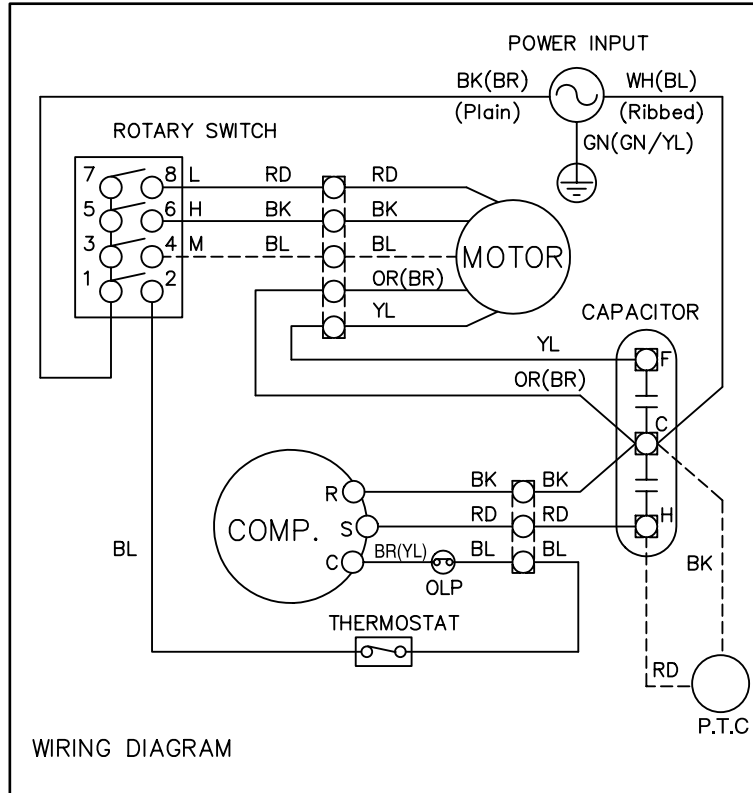 POWER INPUT
BK(BR) WH(BL)
(Plain) (Ribbed)
GN(GN/YL)
ROTARY SWITCH
7 8 L RD RD
5 6 H BK BK
3 4 M BL BL
MOTOR
1 2 OR(BR)
YL
CAPACITOR
YL F
OR(BR)
C
R BK BK
COMP. S RD RD H
C BR(YL) BL BL
OLP
BL
BK
THERMOSTAT
RD
P.T.C
WIRING DIAGRAM